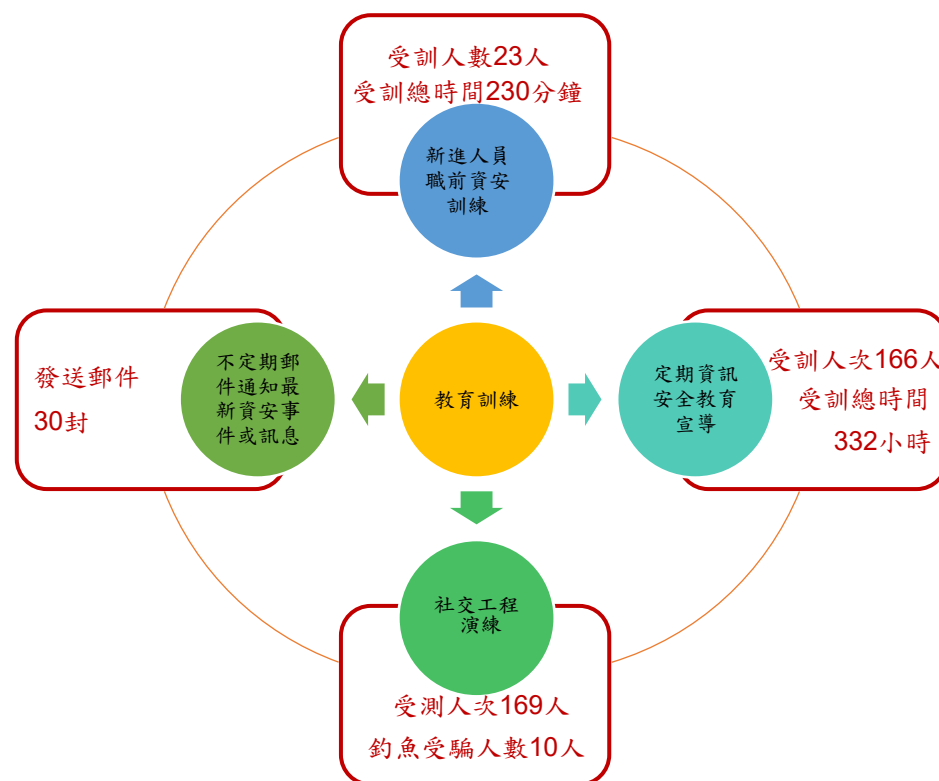 受訓人數23人
受訓總時間230分鐘
新進人員
職前資安
訓練
發送郵件
30封
不定期郵
件通知最
新資安事
件或訊息
教育訓練
定期資訊
安全教育
宣導
受訓人次166人
受訓總時間
332小時
社交工程
演練
受測人次169人
釣魚受騙人數10人